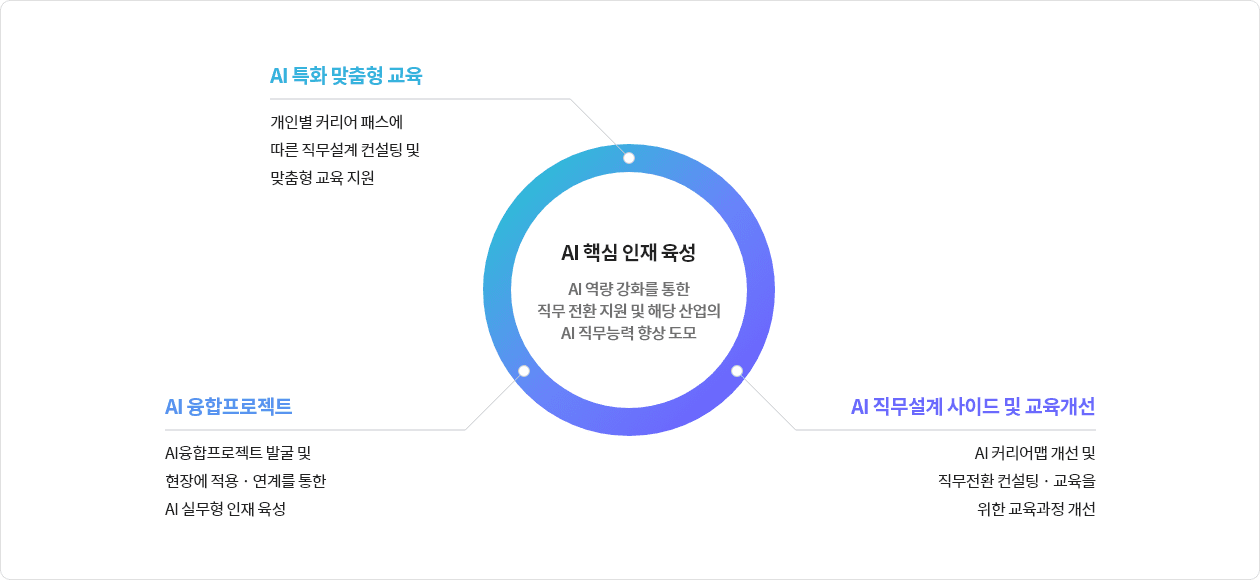 AI 특화 맞춤형 교육
개인별 커리어 패스에
따른 직무설계 컨설팅 및
맞춤형 교육 지원
AI 핵심 인재 육성
AI 역량 강화를 통한
직무 전환 지원 및 해당 산업의
AI 직무능력 향상 도모
AI 융합프로젝트
AI융합프로젝트 발굴 및
현장에 적용 · 연계를 통한
AI 실무형 인재 육성
AI 직무설계 사이드 및 교육개선
AI 커리어맵 개선 및
직무전환 컨설팅 · 교육을
위한 교육과정 개선